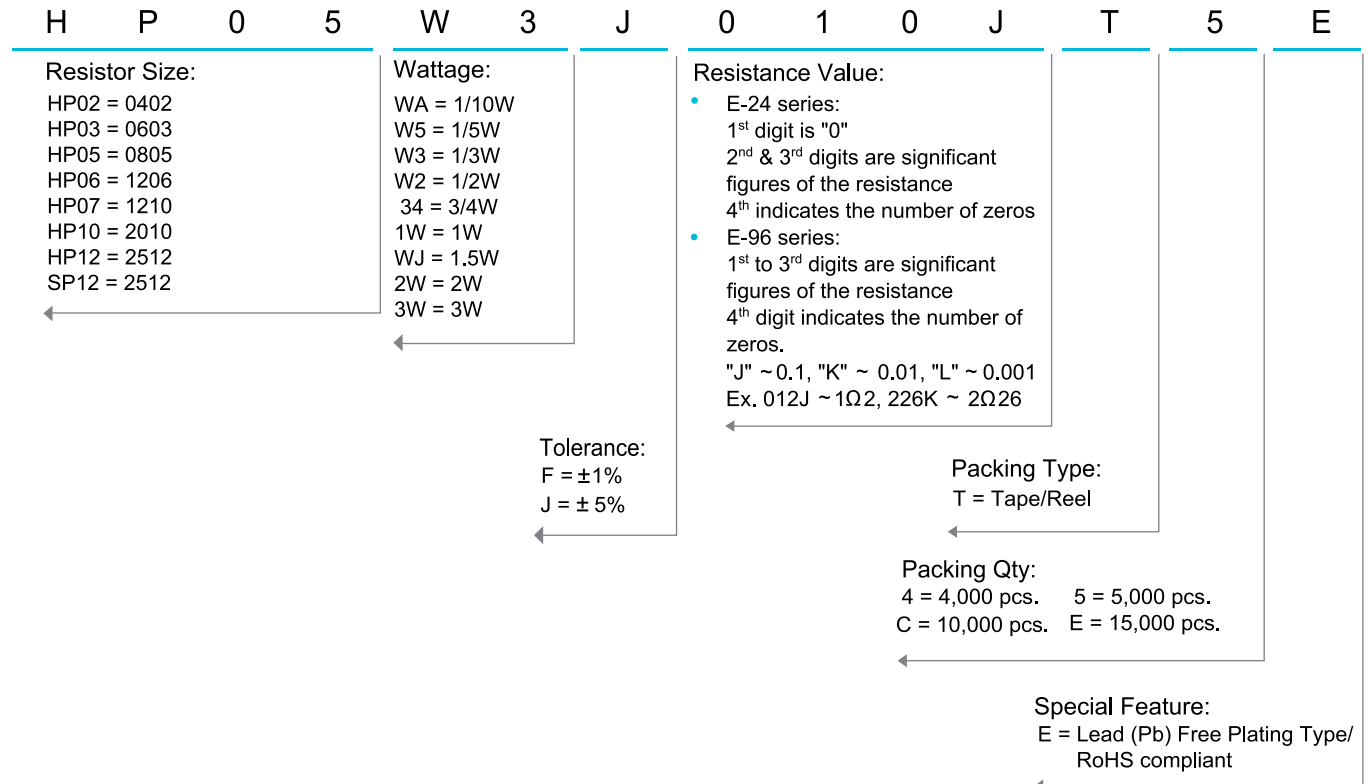 H P 0 5 W 3 J 0 1 0 J T 5 E
Resistor Size:
HP02 = 0402
HP03 = 0603
HP05 = 0805
HP06 = 1206
HP07 = 1210
HP10 = 2010
HP12 = 2512
SP12 = 2512
Wattage:
WA = 1/10W
W5 = 1/5W
W3 = 1/3W
W2 = 1/2W
34 = 3/4W
1W = 1W
WJ = 1.5W
2W = 2W
3W = 3W
Resistance Value:
• E-24 series:
1st digit is "0"
2nd & 3rd digits are significant
figures of the resistance
4th indicates the number of zeros
• E-96 series:
1st to 3rd digits are significant
figures of the resistance
4th digit indicates the number of
zeros.
"J" ~ 0.1, "K" ~ 0.01, "L" ~ 0.001
Ex. 012J ~ 1Ω2, 226K ~ 2Ω26
Tolerance:
F = ±1%
J = ± 5%
Packing Type:
T = Tape/Reel
Packing Qty:
4 = 4,000 pcs. 5 = 5,000 pcs.
C = 10,000 pcs. E = 15,000 pcs.
Special Feature:
E = Lead (Pb) Free Plating Type/
RoHS compliant